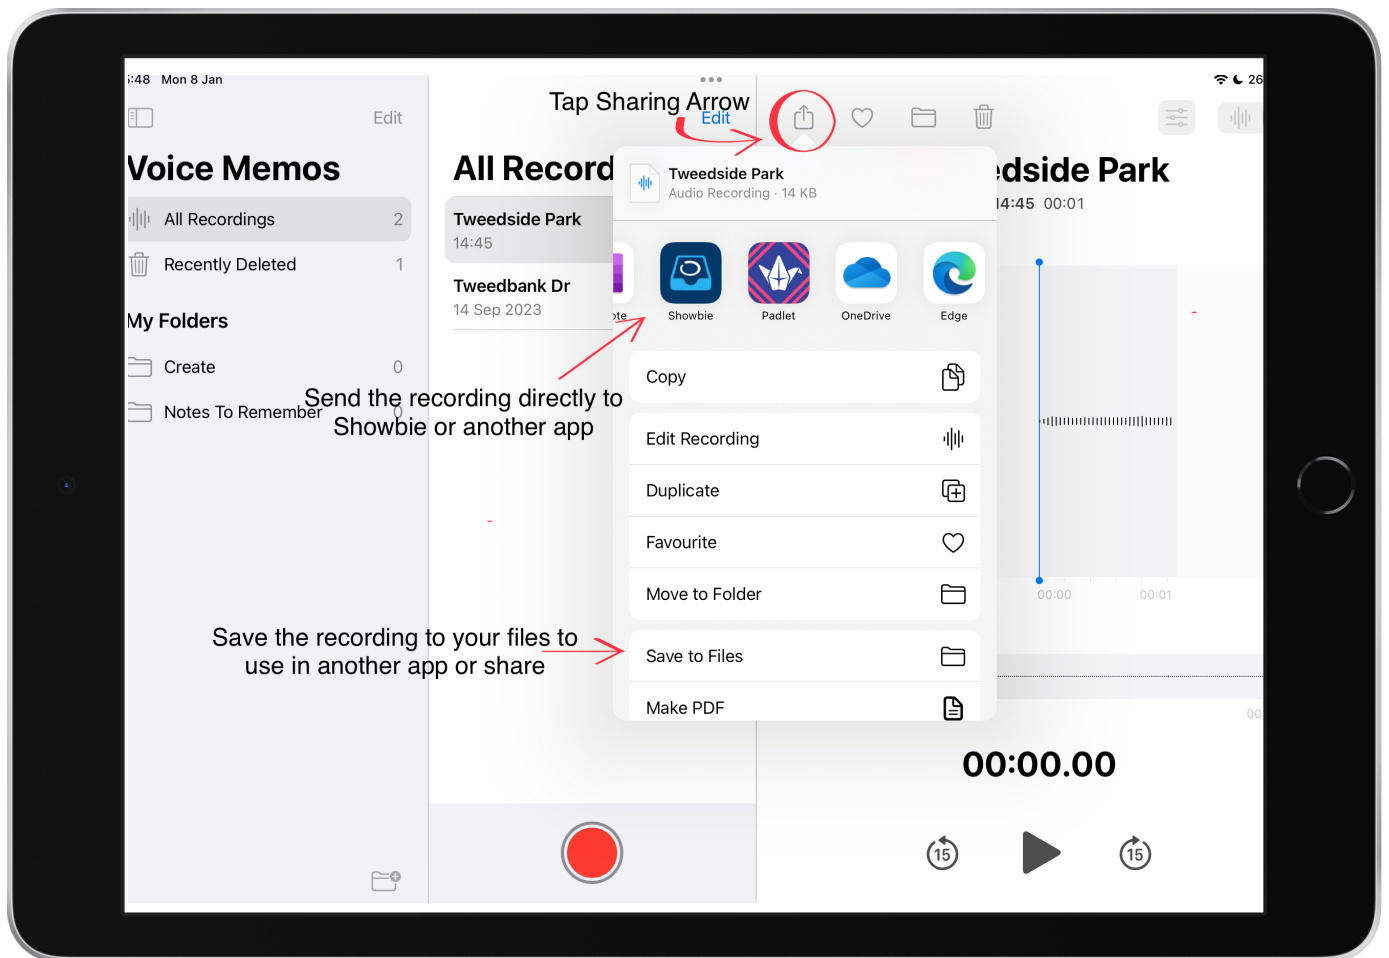 :48 Mon 8 Jan
26
Tap Sharing Arrow
Edit
Edit
Voice Memos
All Recordings 2
Recently Deleted 1
My Folders
Create 0
Notes To Remember 0
All Record
Tweedside Park
14:45
Tweedbank Dr
14 Sep 2023
Tweedside Park
Audio Recording · 14 KB
Showbie
Padlet
OneDrive
Edge
Send the recording directly to
Showbie or another app
Copy
Edit Recording
Duplicate
Favourite
Move to Folder
Save the recording to your files to
use in another app or share
Save to Files
Make PDF
edside Park
14:45 00:01
00:00 00:01
00:00.00
15
15